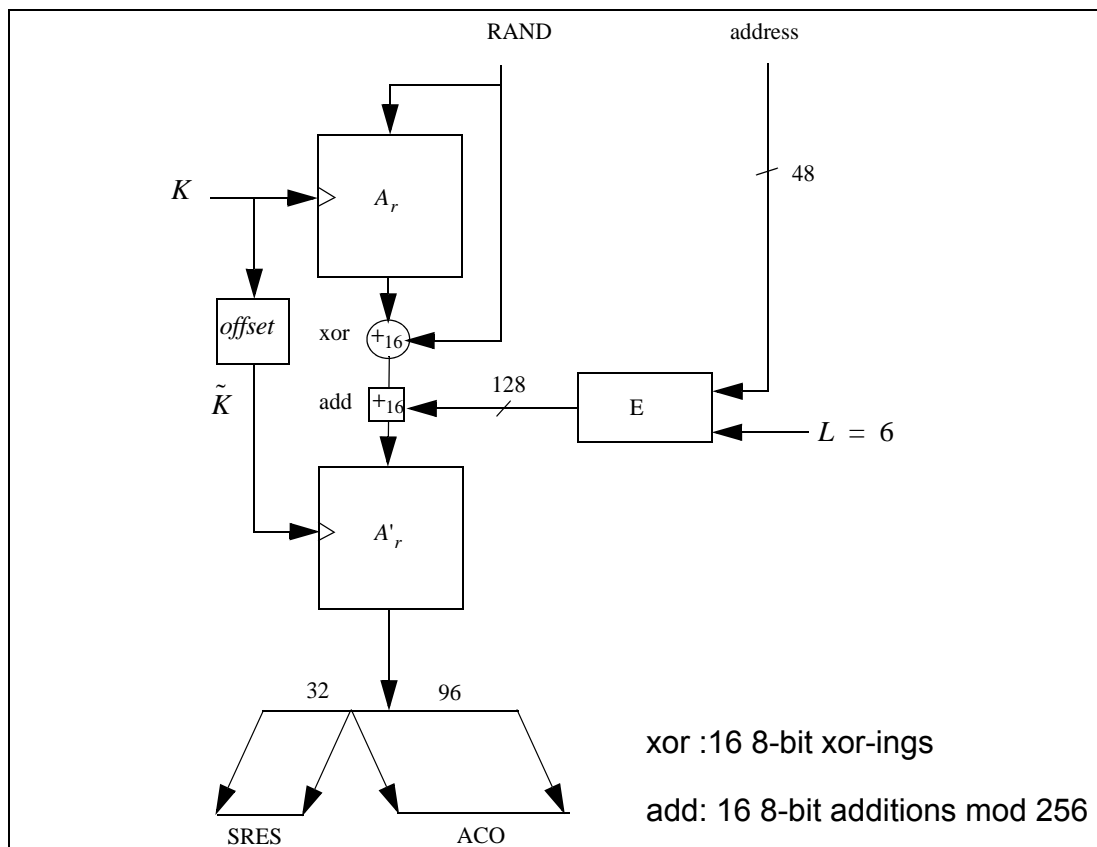 RAND address
48
K
A_r
offset
xor +16
K̃
128
add +16
E
L = 6
A'_r
32 96
xor :16 8-bit xor-ings
add: 16 8-bit additions mod 256
SRES ACO